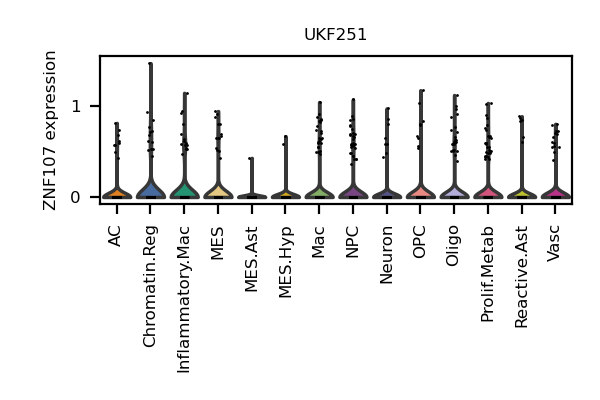 UKF251
ZNF107 expression
1
0
AC
Chromatin.Reg
Inflammatory.Mac
MES
MES.Ast
MES.Hyp
Mac
NPC
Neuron
OPC
Oligo
Prolif.Metab
Reactive.Ast
Vasc